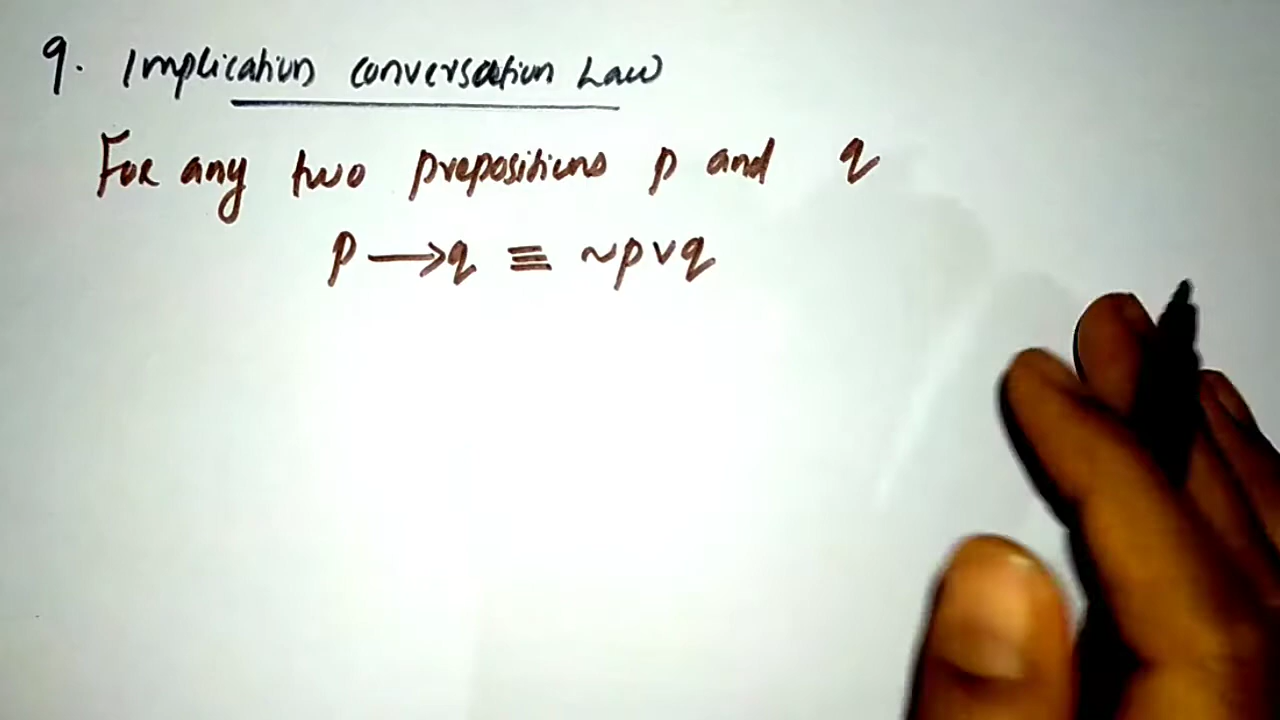 9. Implication conversation Law
For any two prepositions p and q
p → q ≡ ~p ∨ q